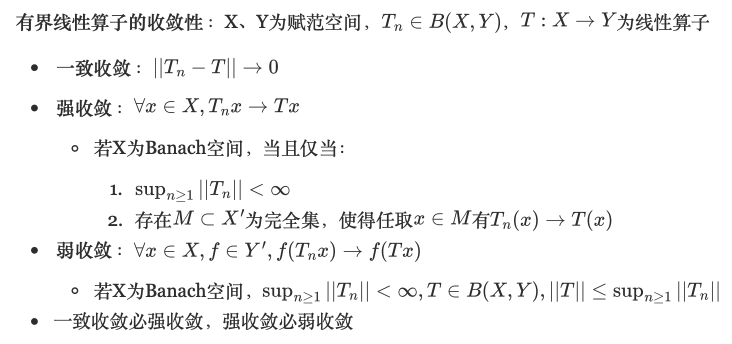 有界线性算子的收敛性：X、Y为赋范空间，$T_n \in B(X,Y)$，$T : X \to Y$为线性算子
• 一致收敛：$||T_n - T|| \to 0$
• 强收敛：$\forall x \in X, T_n x \to Tx$
◦ 若X为Banach空间，当且仅当：
1. $\sup_{n \geq 1} ||T_n|| < \infty$
2. 存在$M \subset X'$为完全集，使得任取$x \in M$有$T_n(x) \to T(x)$
• 弱收敛：$\forall x \in X, f \in Y', f(T_n x) \to f(Tx)$
◦ 若X为Banach空间，$\sup_{n \geq 1} ||T_n|| < \infty, T \in B(X,Y), ||T|| \leq \sup_{n \geq 1} ||T_n||$
• 一致收敛必强收敛，强收敛必弱收敛